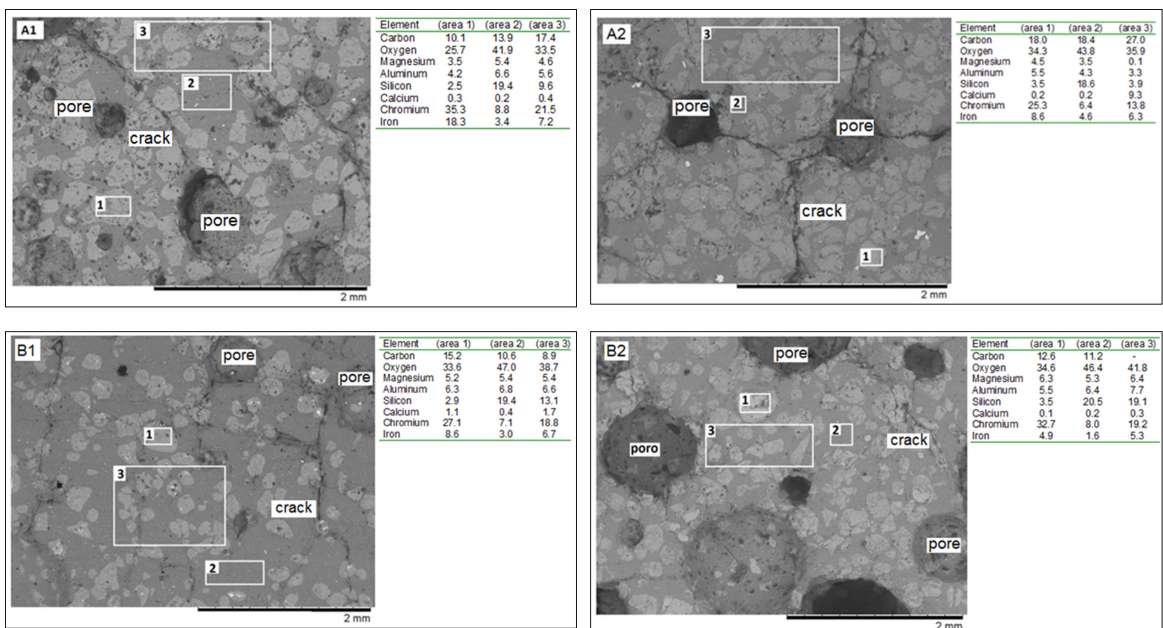 A1
3
2
pore
crack
1
pore
2 mm
Element (area 1) (area 2) (area 3)
Carbon 10.1 13.9 17.4
Oxygen 25.7 41.9 33.5
Magnesium 3.5 5.4 4.6
Aluminum 4.2 6.6 5.6
Silicon 2.5 19.4 9.6
Calcium 0.3 0.2 0.4
Chromium 35.3 8.8 21.5
Iron 18.3 3.4 7.2
A2
3
pore 2
pore
crack
1
2 mm
Element (area 1) (area 2) (area 3)
Carbon 18.0 18.4 27.0
Oxygen 34.3 43.8 35.9
Magnesium 4.5 3.5 0.1
Aluminum 5.5 4.3 3.3
Silicon 3.5 18.6 3.9
Calcium 0.2 0.2 9.3
Chromium 25.3 6.4 13.8
Iron 8.6 4.6 6.3
B1
pore
pore
1
3
crack
2
2 mm
Element (area 1) (area 2) (area 3)
Carbon 15.2 10.6 8.9
Oxygen 33.6 47.0 38.7
Magnesium 5.2 5.4 5.4
Aluminum 6.3 6.8 6.6
Silicon 2.9 19.4 13.1
Calcium 1.1 0.4 1.7
Chromium 27.1 7.1 18.8
Iron 8.6 3.0 6.7
B2
pore
1
3 2
crack
poro
pore
2 mm
Element (area 1) (area 2) (area 3)
Carbon 12.6 11.2 -
Oxygen 34.6 46.4 41.8
Magnesium 6.3 5.3 6.4
Aluminum 5.5 6.4 7.7
Silicon 3.5 20.5 19.1
Calcium 0.1 0.2 0.3
Chromium 32.7 8.0 19.2
Iron 4.9 1.6 5.3